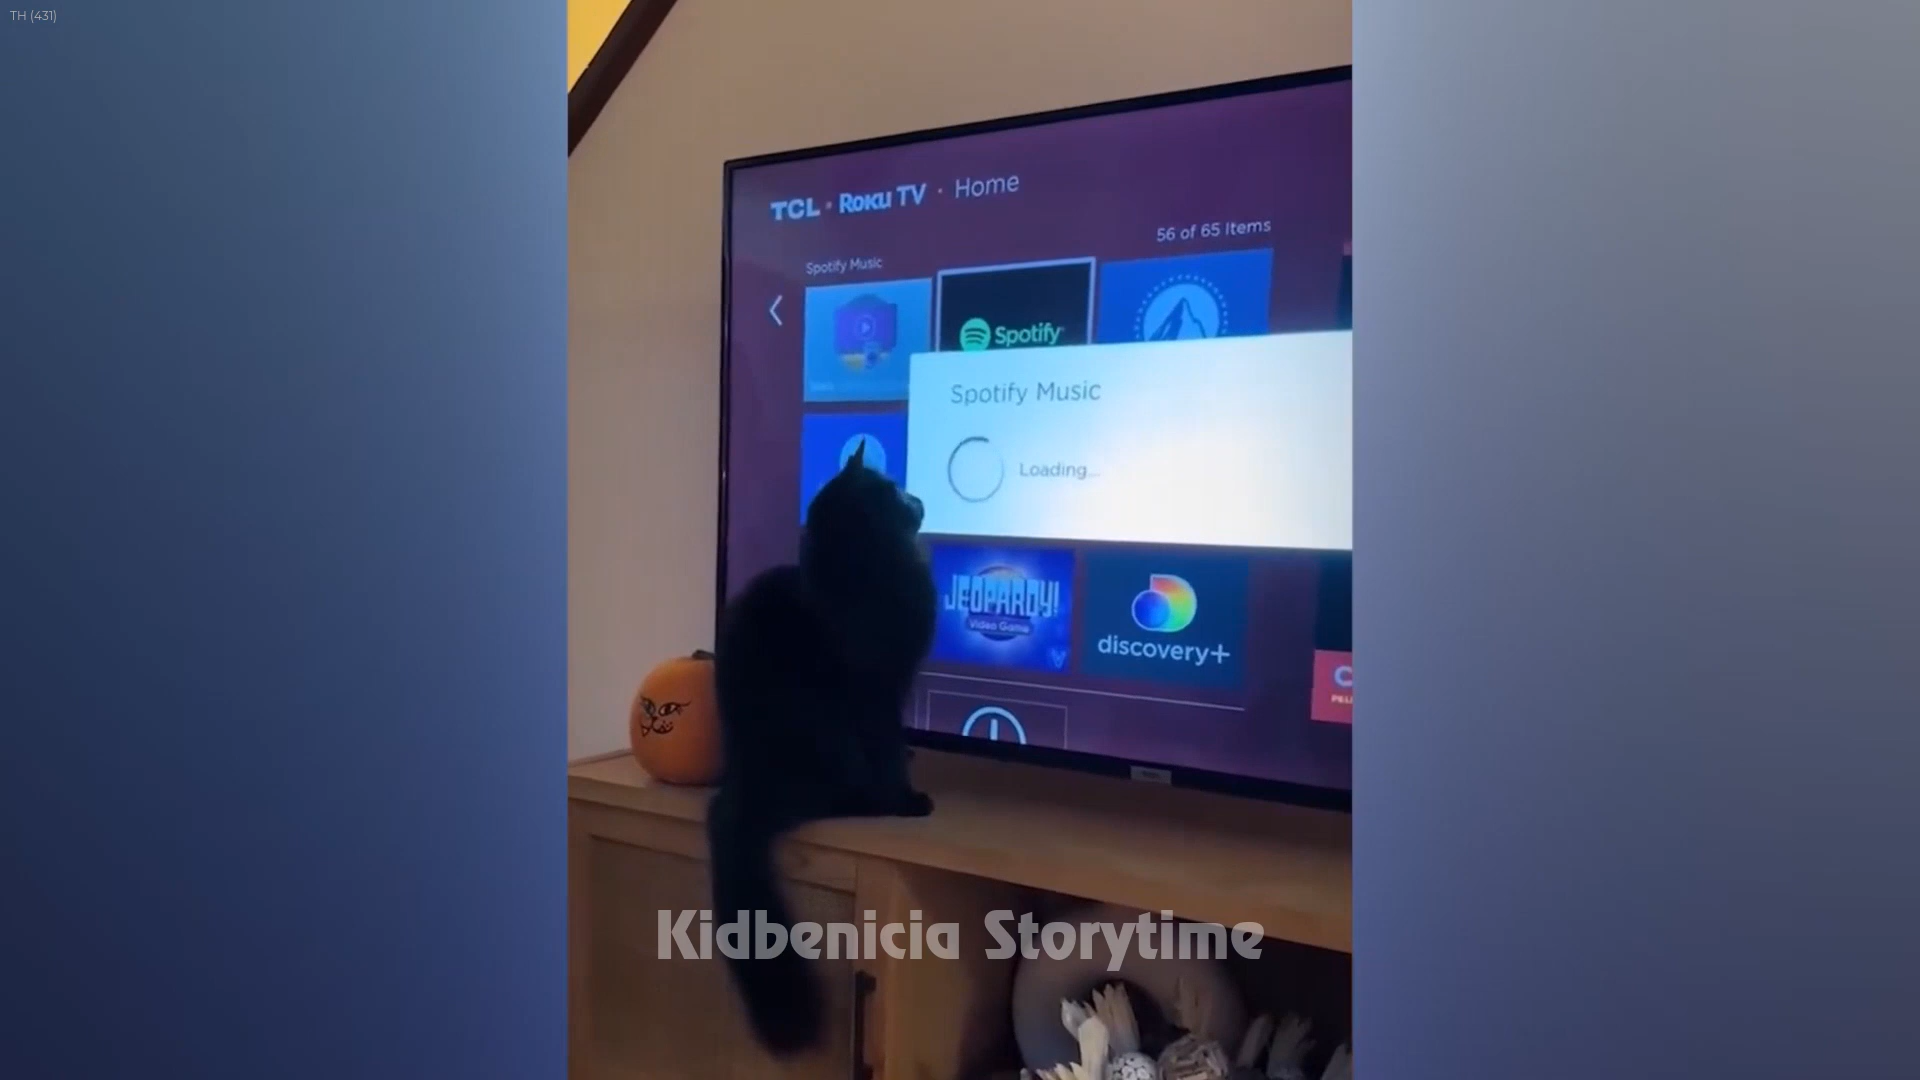 TH (431)
TCL • Roku TV • Home
56 of 65 Items
Spotify Music
Spotify
Spotify Music
Loading...
JEOPARDY!
Video Game
discovery+
Kidbenicia Storytime